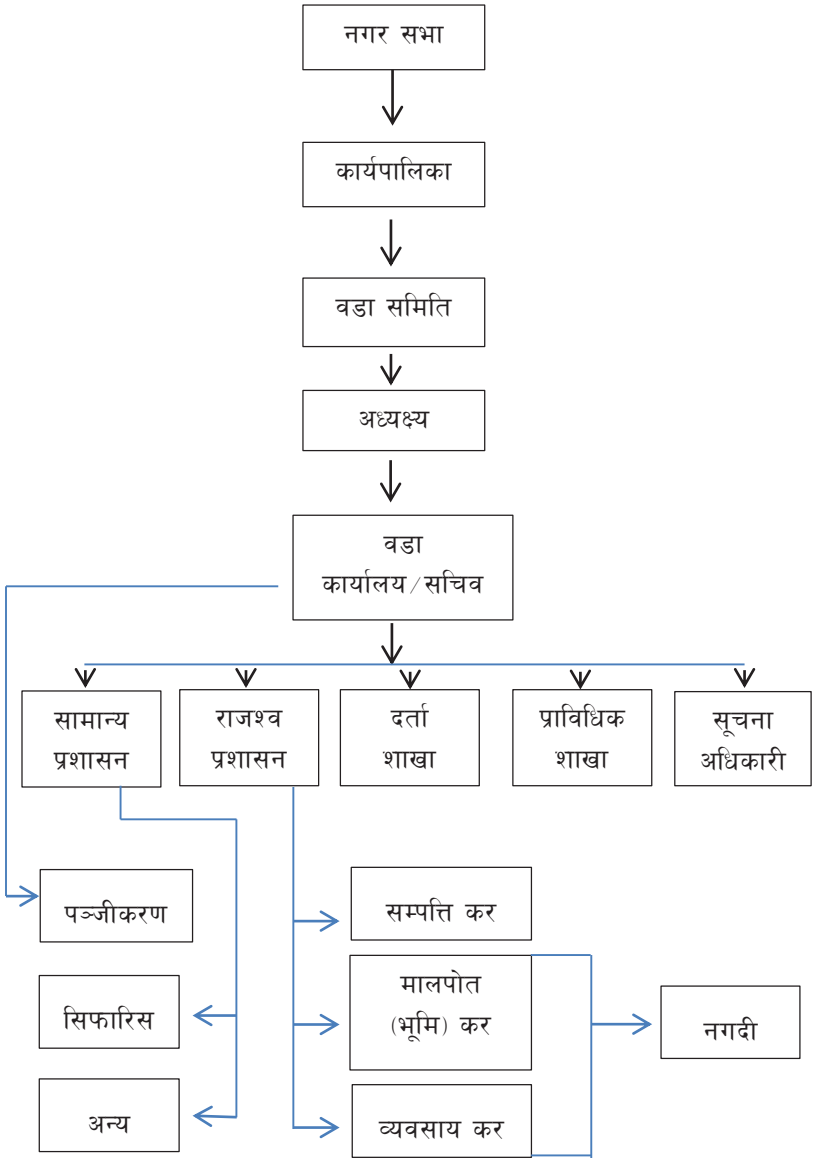 नगर सभा
कार्यपालिका
वडा समिति
अध्यक्ष्य
वडा
कार्यालय/सचिव
सामान्य
प्रशासन
राजश्व
प्रशासन
दर्ता
शाखा
प्राविधिक
शाखा
सूचना
अधिकारी
पञ्जीकरण
सिफारिस
अन्य
सम्पत्ति कर
मालपोत
(भूमि) कर
व्यवसाय कर
नगदी